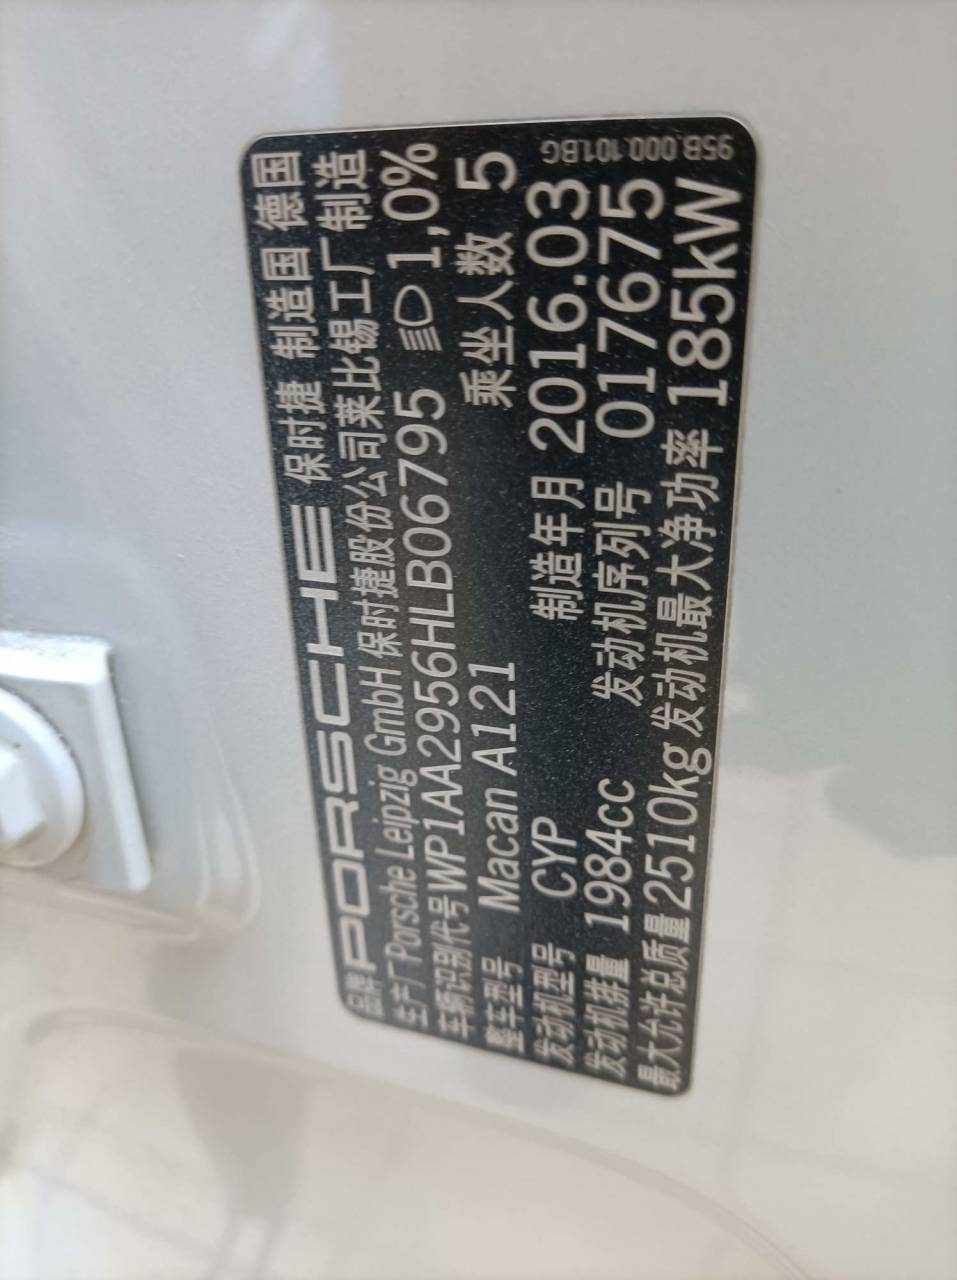 品牌 PORSCHE 保时捷 制造国 德国
生产厂 Porsche Leipzig GmbH 保时捷股份公司莱比锡工厂制造
车辆识别代号 WP1AA2956HLB06795 1,0%
整车型号 Macan A121 乘坐人数 5
发动机型号 CYP 制造年月 2016.03
发动机排量 1984cc 发动机序列号 017675
最大允许总质量 2510kg 发动机最大净功率 185kW
95B.000.101.BG